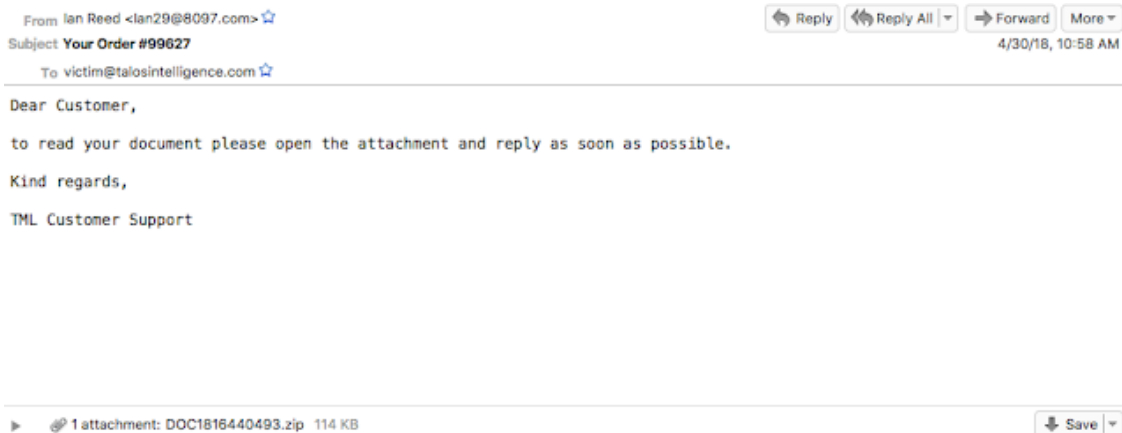 From Ian Reed <Ian29@8097.com>
Reply Reply All Forward More
Subject Your Order #99627
4/30/18, 10:58 AM
To victim@talosintelligence.com
Dear Customer,
to read your document please open the attachment and reply as soon as possible.
Kind regards,
TML Customer Support
1 attachment: DOC1816440493.zip 114 KB
Save